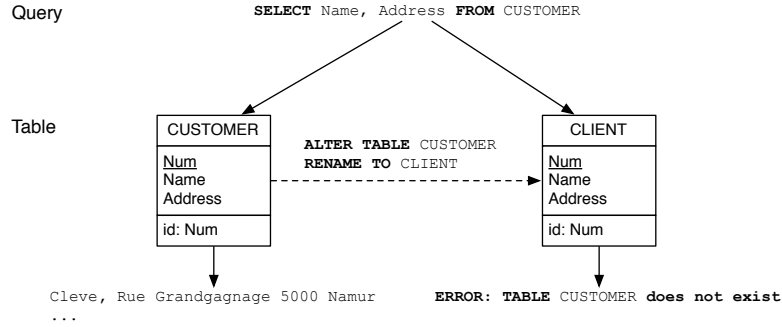 Query
SELECT Name, Address FROM CUSTOMER
Table
CUSTOMER
Num
Name
Address
id: Num
ALTER TABLE CUSTOMER
RENAME TO CLIENT
CLIENT
Num
Name
Address
id: Num
Cleve, Rue Grandgagnage 5000 Namur
...
ERROR: TABLE CUSTOMER does not exist